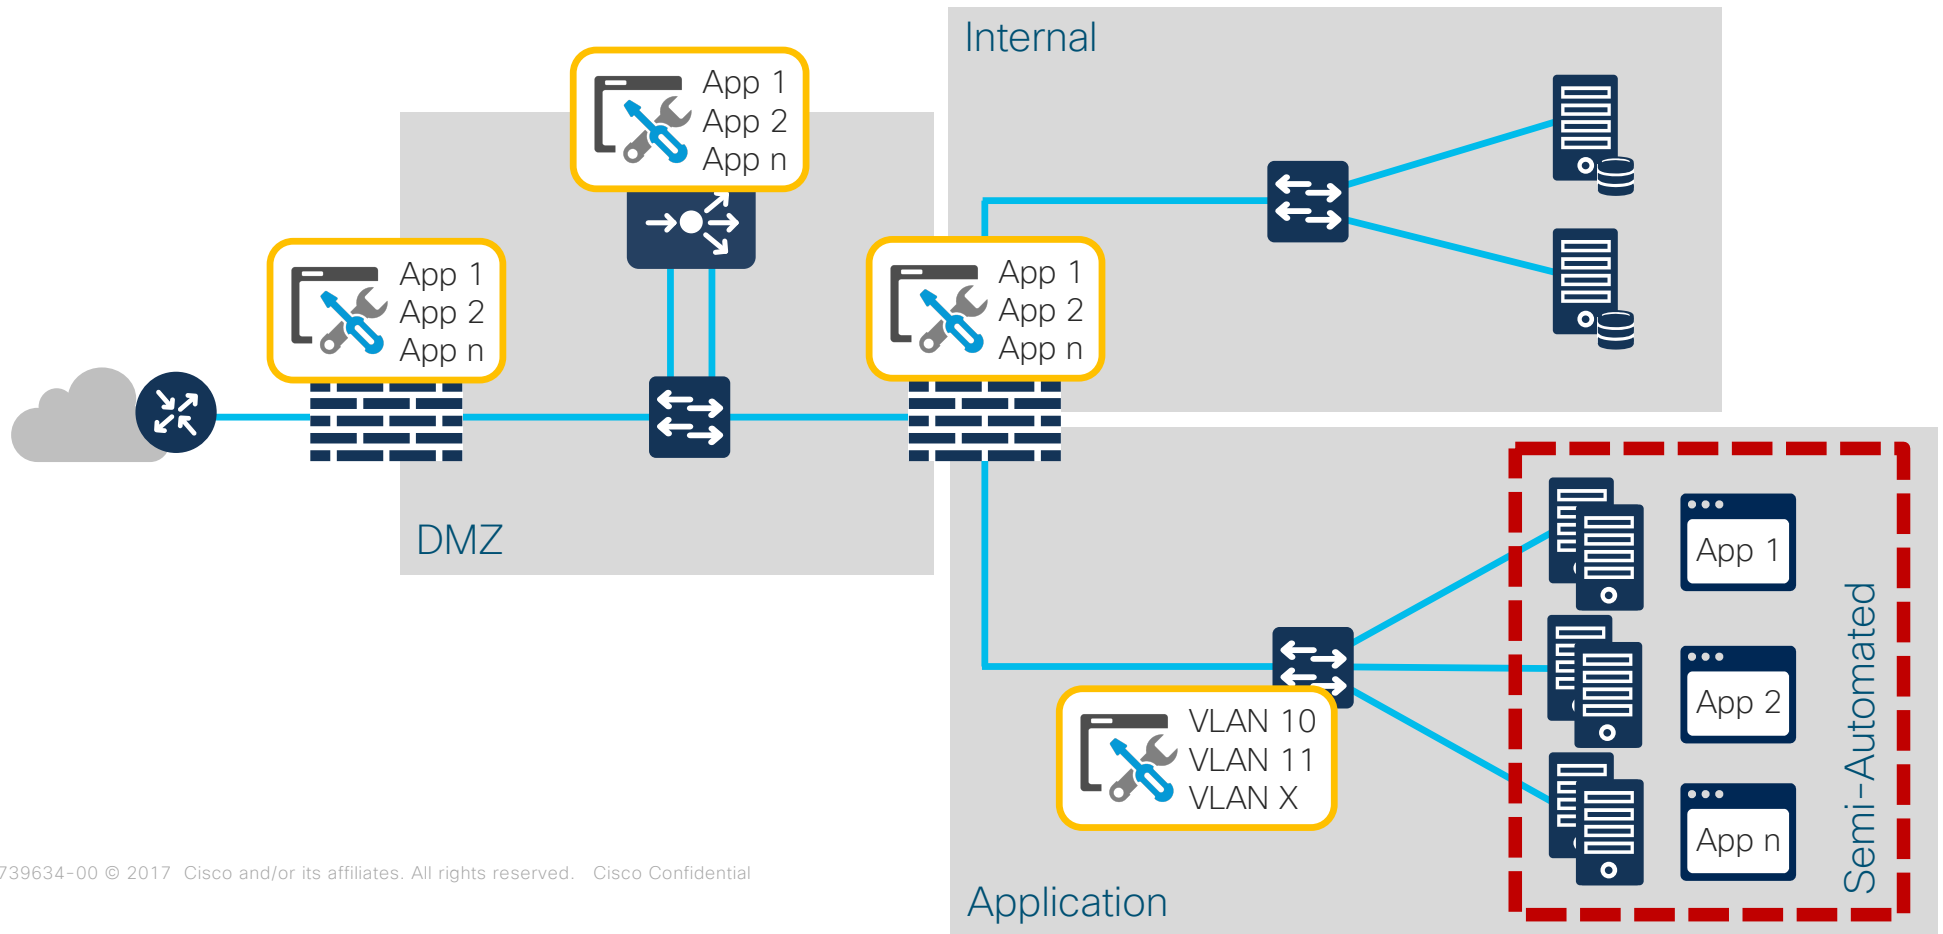 Internal
App 1
App 2
App n
App 1
App 2
App n
App 1
App 2
App n
DMZ
App 1
App 2
App n
Semi-Automated
VLAN 10
VLAN 11
VLAN X
739634-00 © 2017 Cisco and/or its affiliates. All rights reserved. Cisco Confidential
Application